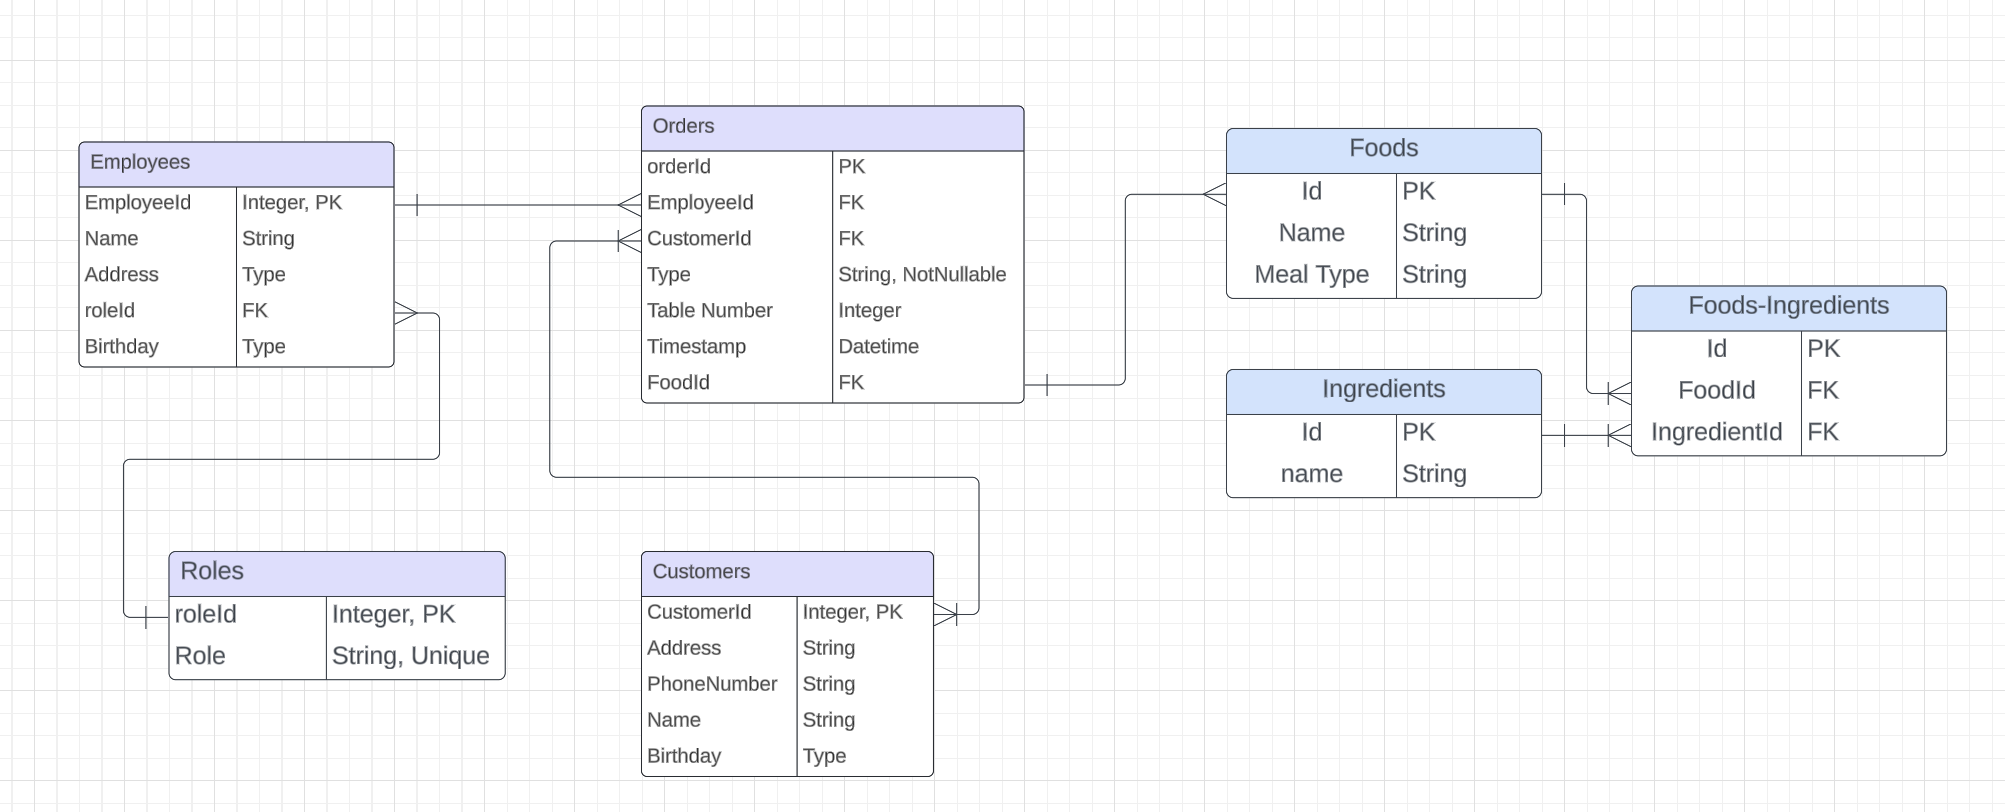 Employees
EmployeeId Integer, PK
Name String
Address Type
roleId FK
Birthday Type
Orders
orderId PK
EmployeeId FK
CustomerId FK
Type String, NotNullable
Table Number Integer
Timestamp Datetime
FoodId FK
Foods
Id PK
Name String
Meal Type String
Foods-Ingredients
Id PK
FoodId FK
IngredientId FK
Ingredients
Id PK
name String
Roles
roleId Integer, PK
Role String, Unique
Customers
CustomerId Integer, PK
Address String
PhoneNumber String
Name String
Birthday Type